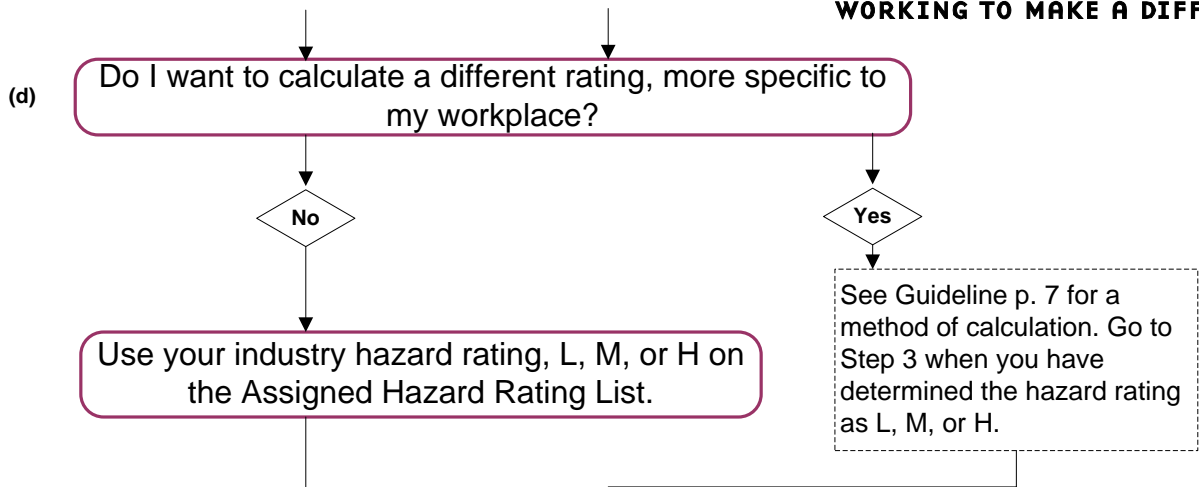 WORKING TO MAKE A DIFF
(d)
Do I want to calculate a different rating, more specific to
my workplace?
No
Yes
See Guideline p. 7 for a
method of calculation. Go to
Step 3 when you have
determined the hazard rating
as L, M, or H.
Use your industry hazard rating, L, M, or H on
the Assigned Hazard Rating List.